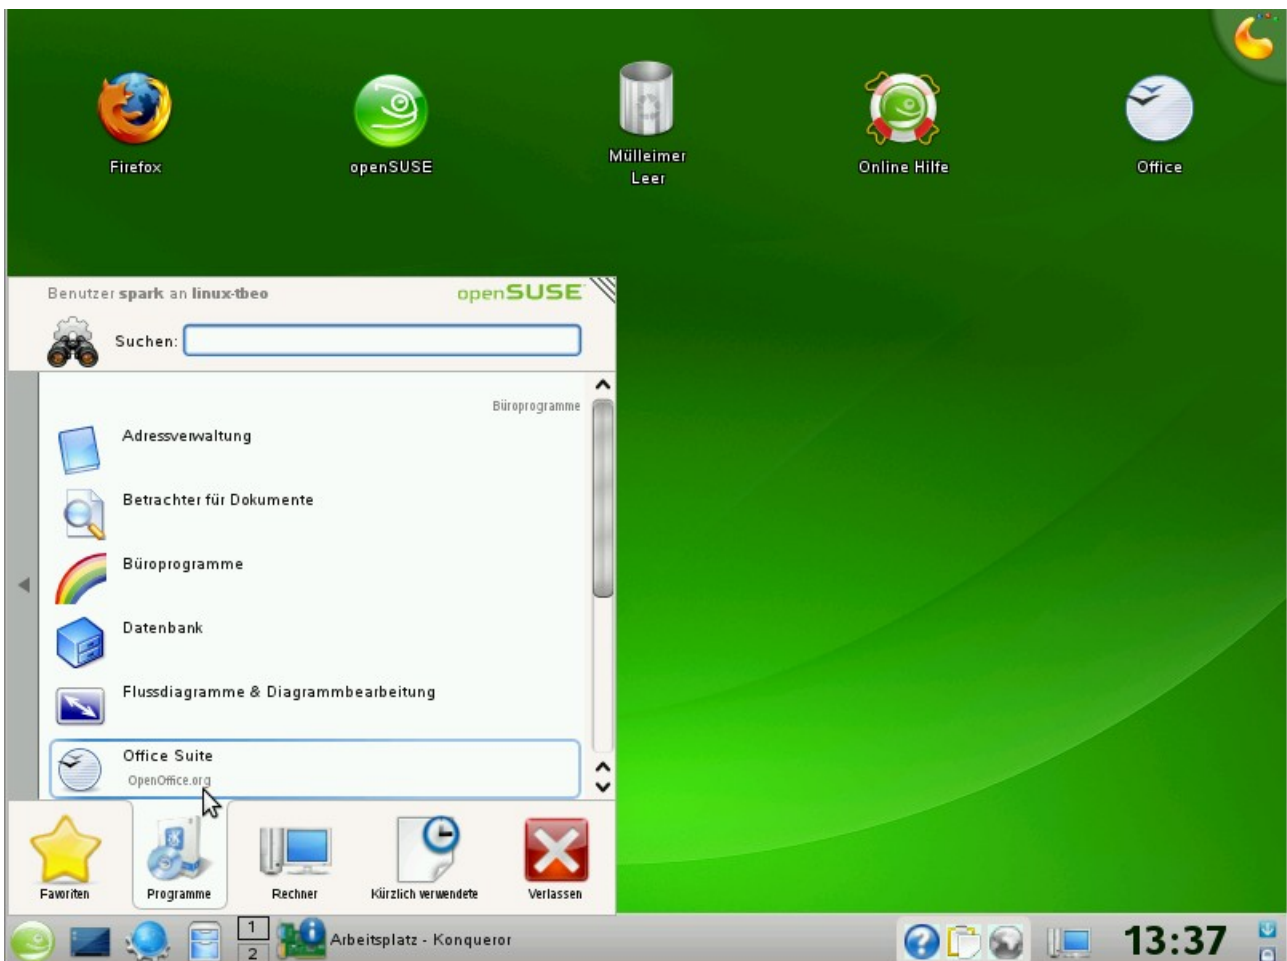 Firefox
openSUSE
Mülleimer
Leer
Online Hilfe
Office
Benutzer spark an linux-tbeo
openSUSE
Suchen:
Büroprogramme
Adressverwaltung
Betrachter für Dokumente
Büroprogramme
Datenbank
Flussdiagramme & Diagrammbearbeitung
Office Suite
OpenOffice.org
Favoriten
Programme
Rechner
Kürzlich verwendete
Verlassen
1
2
Arbeitsplatz - Konqueror
13:37